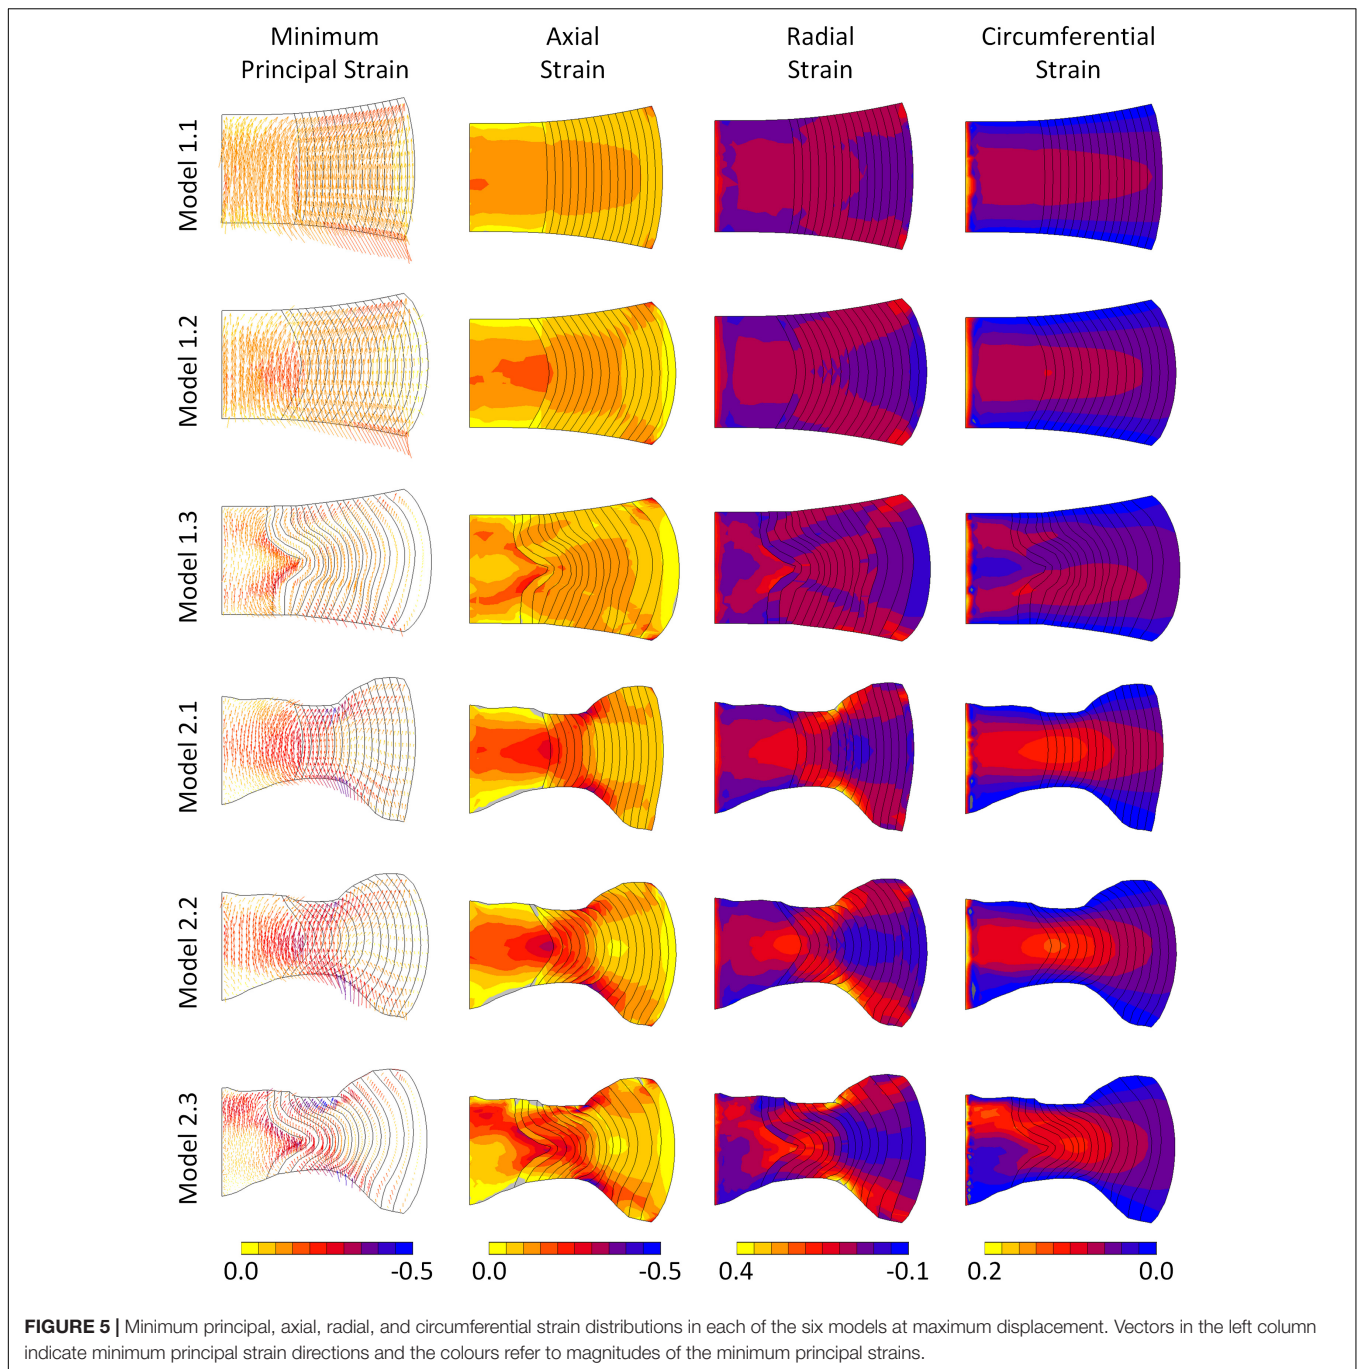 Minimum
Principal Strain
Axial
Strain
Radial
Strain
Circumferential
Strain
Model 1.1
Model 1.2
Model 1.3
Model 2.1
Model 2.2
Model 2.3
0.0 -0.5
0.0 -0.5
0.4 -0.1
0.2 0.0
FIGURE 5 | Minimum principal, axial, radial, and circumferential strain distributions in each of the six models at maximum displacement. Vectors in the left column
indicate minimum principal strain directions and the colours refer to magnitudes of the minimum principal strains.